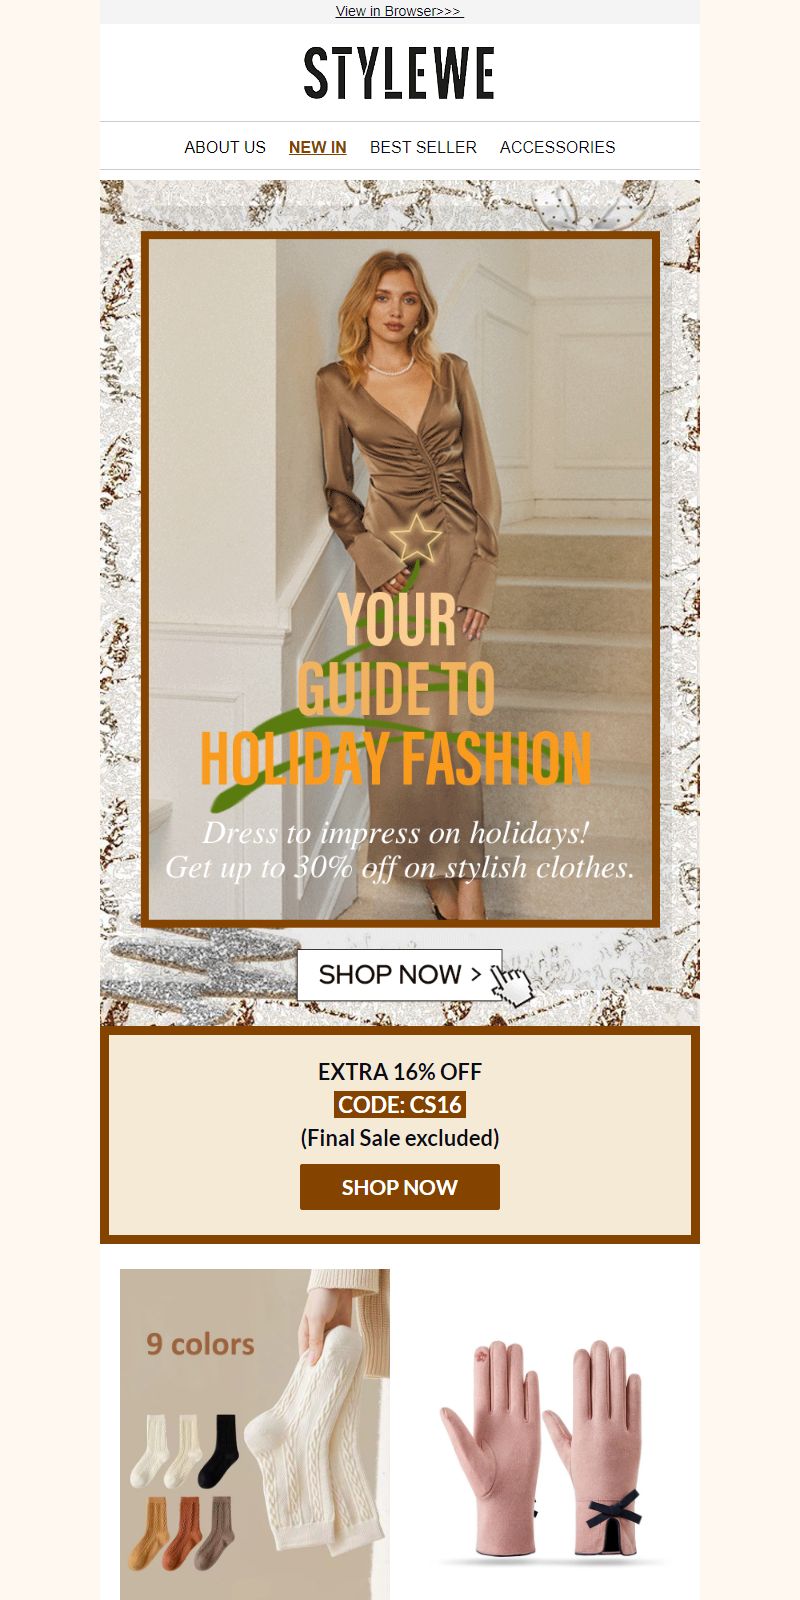 View in Browser>>>
STYLEWE
ABOUT US NEW IN BEST SELLER ACCESSORIES
YOUR
GUIDE TO
HOLIDAY FASHION
Dress to impress on holidays!
Get up to 30% off on stylish clothes.
SHOP NOW >
EXTRA 16% OFF
CODE: CS16
(Final Sale excluded)
SHOP NOW
9 colors